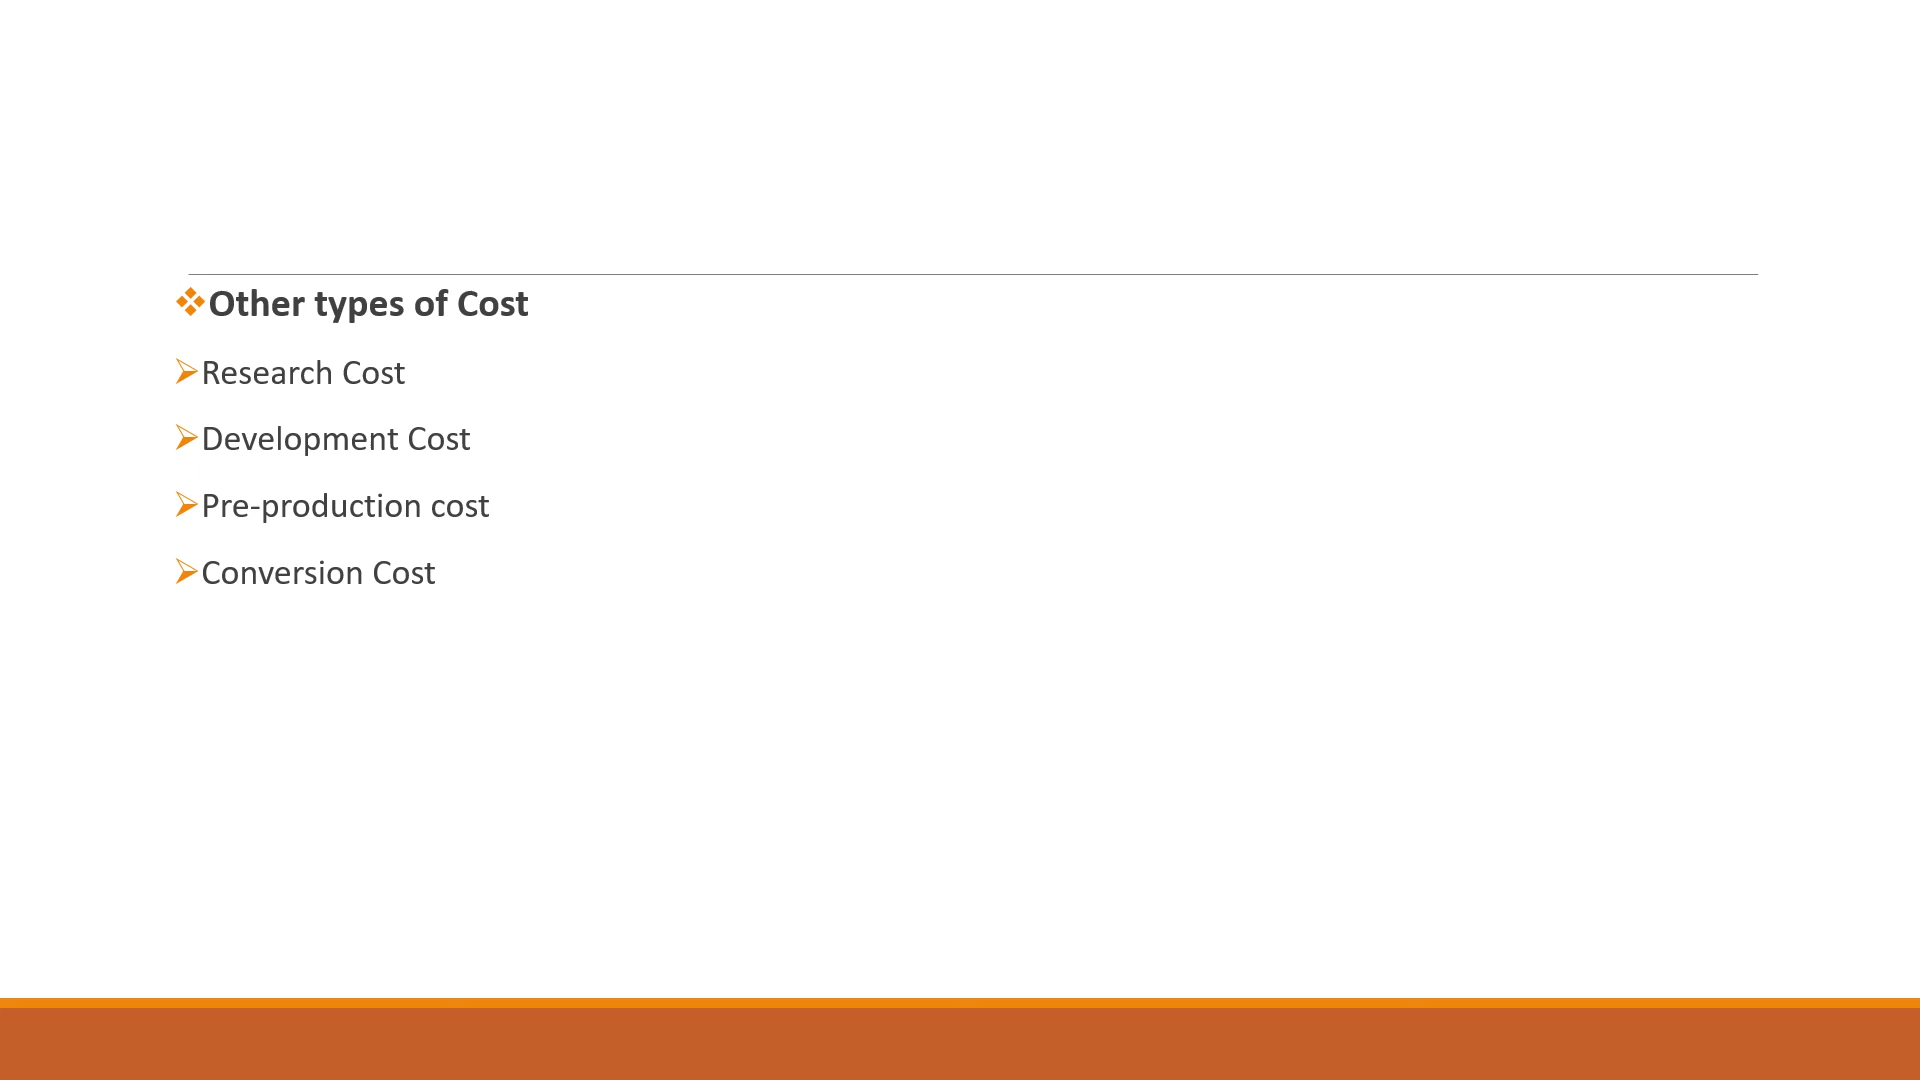 ❖Other types of Cost
➢Research Cost
➢Development Cost
➢Pre-production cost
➢Conversion Cost